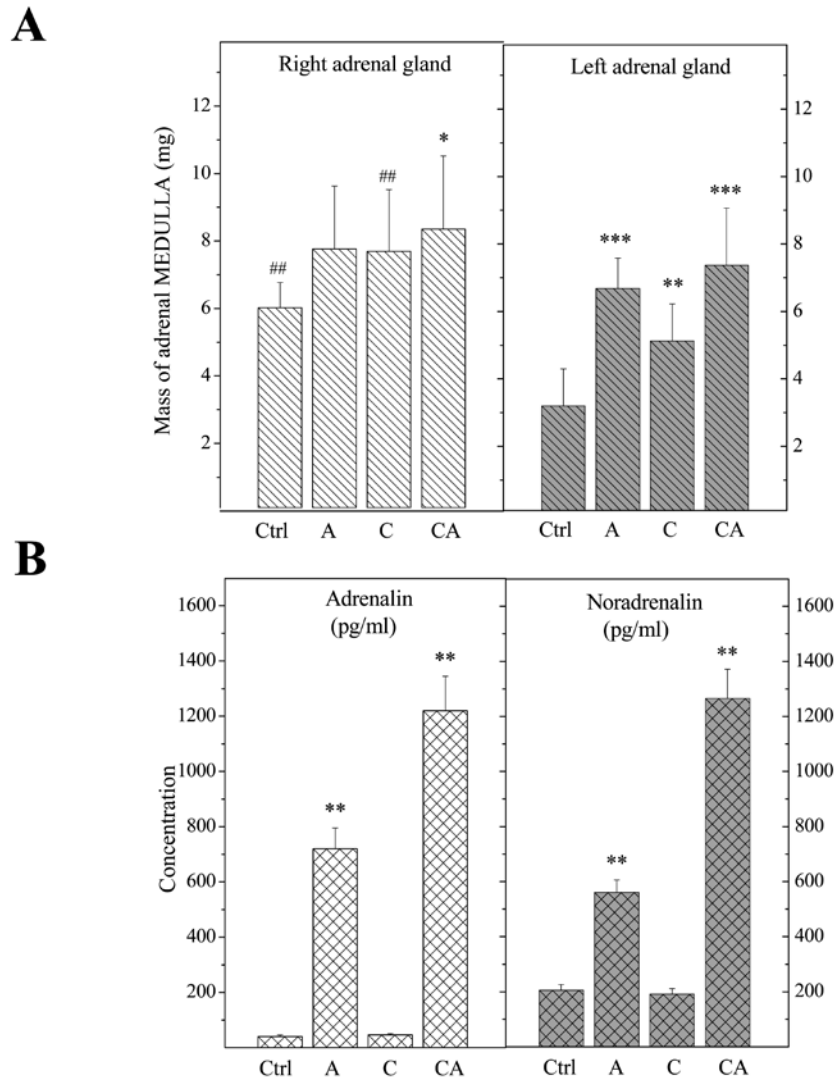 A
Right adrenal gland
Left adrenal gland
Mass of adrenal MEDULLA (mg)
12
10
8
6
4
2
##
##
*
***
**
***
12
10
8
6
4
2
Ctrl A C CA
Ctrl A C CA
B
Adrenalin
(pg/ml)
Noradrenalin
(pg/ml)
Concentration
1600
1400
1200
1000
800
600
400
200
**
**
**
**
1600
1400
1200
1000
800
600
400
200
Ctrl A C CA
Ctrl A C CA